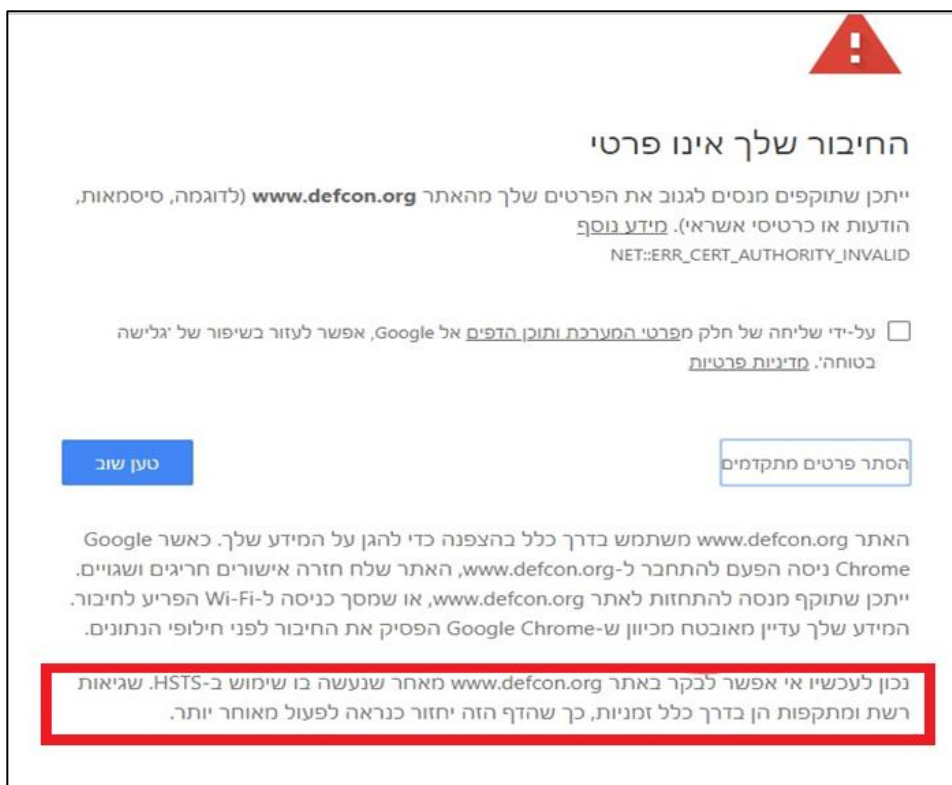 !
החיבור שלך אינו פרטי
ייתכן שתוקפים מנסים לגנוב את הפרטים שלך מהאתר www.defcon.org (לדוגמה, סיסמאות,
הודעות או כרטיסי אשראי). מידע נוסף
NET::ERR_CERT_AUTHORITY_INVALID
על-ידי שליחה של חלק מפרטי המערכת ותוכן הדפים אל Google, אפשר לעזור בשיפור של 'גלישה
בטוחה'. מדיניות פרטיות
הסתר פרטים מתקדמים
טען שוב
האתר www.defcon.org משתמש בדרך כלל בהצפנה כדי להגן על המידע שלך. כאשר Google
Chrome ניסה הפעם להתחבר ל-www.defcon.org, האתר שלח חזרה אישורים חריגים ושגויים.
ייתכן שתוקף מנסה להתחזות לאתר www.defcon.org, או שמסך כניסה ל-Wi-Fi הפריע לחיבור.
המידע שלך עדיין מאובטח מכיוון ש-Google Chrome הפסיק את החיבור לפני חילופי הנתונים.
נכון לעכשיו אי אפשר לבקר באתר www.defcon.org מאחר שנעשה בו שימוש ב-HSTS. שגיאות
רשת ומתקפות הן בדרך כלל זמניות, כך שהדף הזה יחזור כנראה לפעול מאוחר יותר.